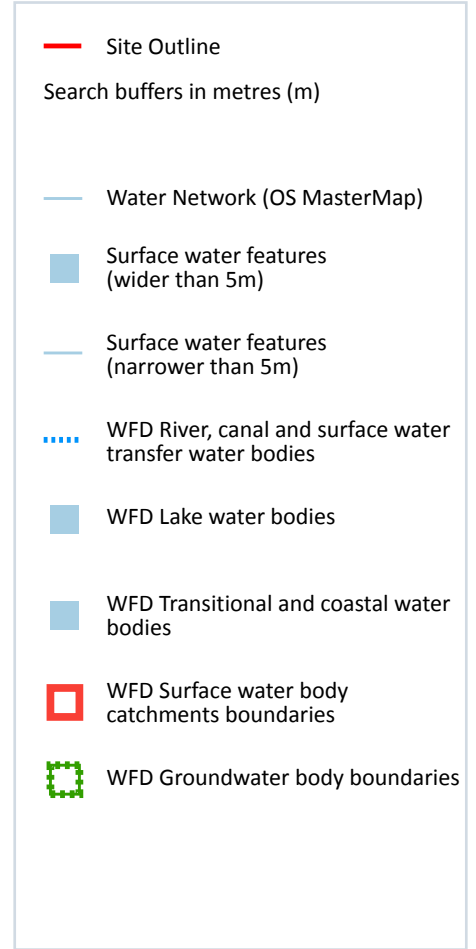 Site Outline
Search buffers in metres (m)
Water Network (OS MasterMap)
Surface water features
(wider than 5m)
Surface water features
(narrower than 5m)
WFD River, canal and surface water
transfer water bodies
WFD Lake water bodies
WFD Transitional and coastal water
bodies
WFD Surface water body
catchments boundaries
WFD Groundwater body boundaries